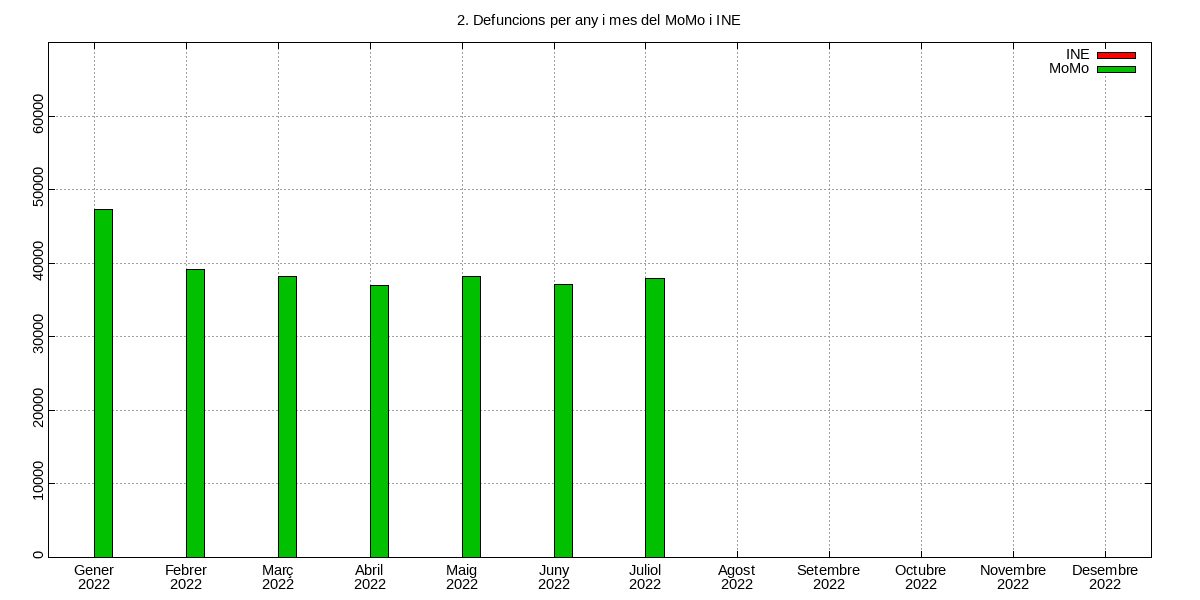 2. Defuncions per any i mes del MoMo i INE
INE
MoMo
60000
50000
40000
30000
20000
10000
0
Gener Febrer Març Abril Maig Juny Juliol Agost Setembre Octubre Novembre Desembre
2022 2022 2022 2022 2022 2022 2022 2022 2022 2022 2022 2022